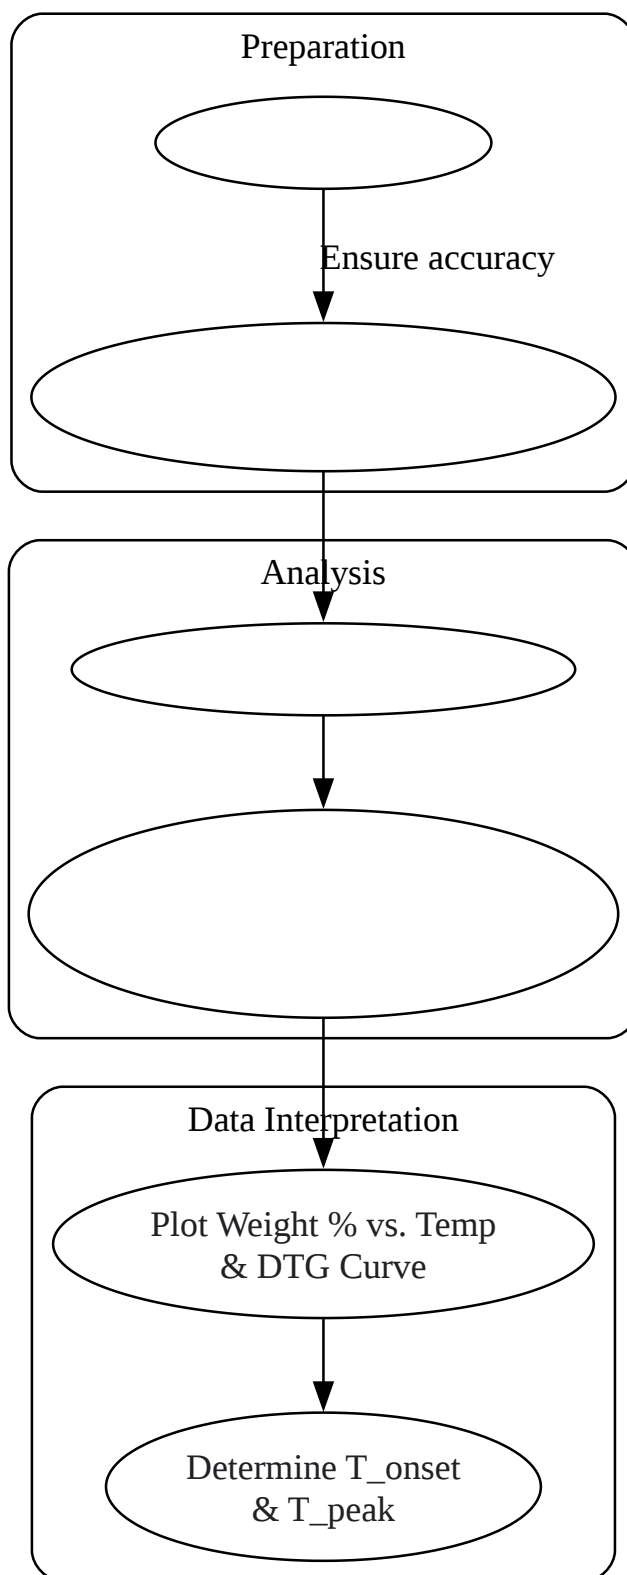 Preparation
Ensure accuracy
Analysis
Data Interpretation
Plot Weight % vs. Temp
& DTG Curve
Determine T_onset
& T_peak